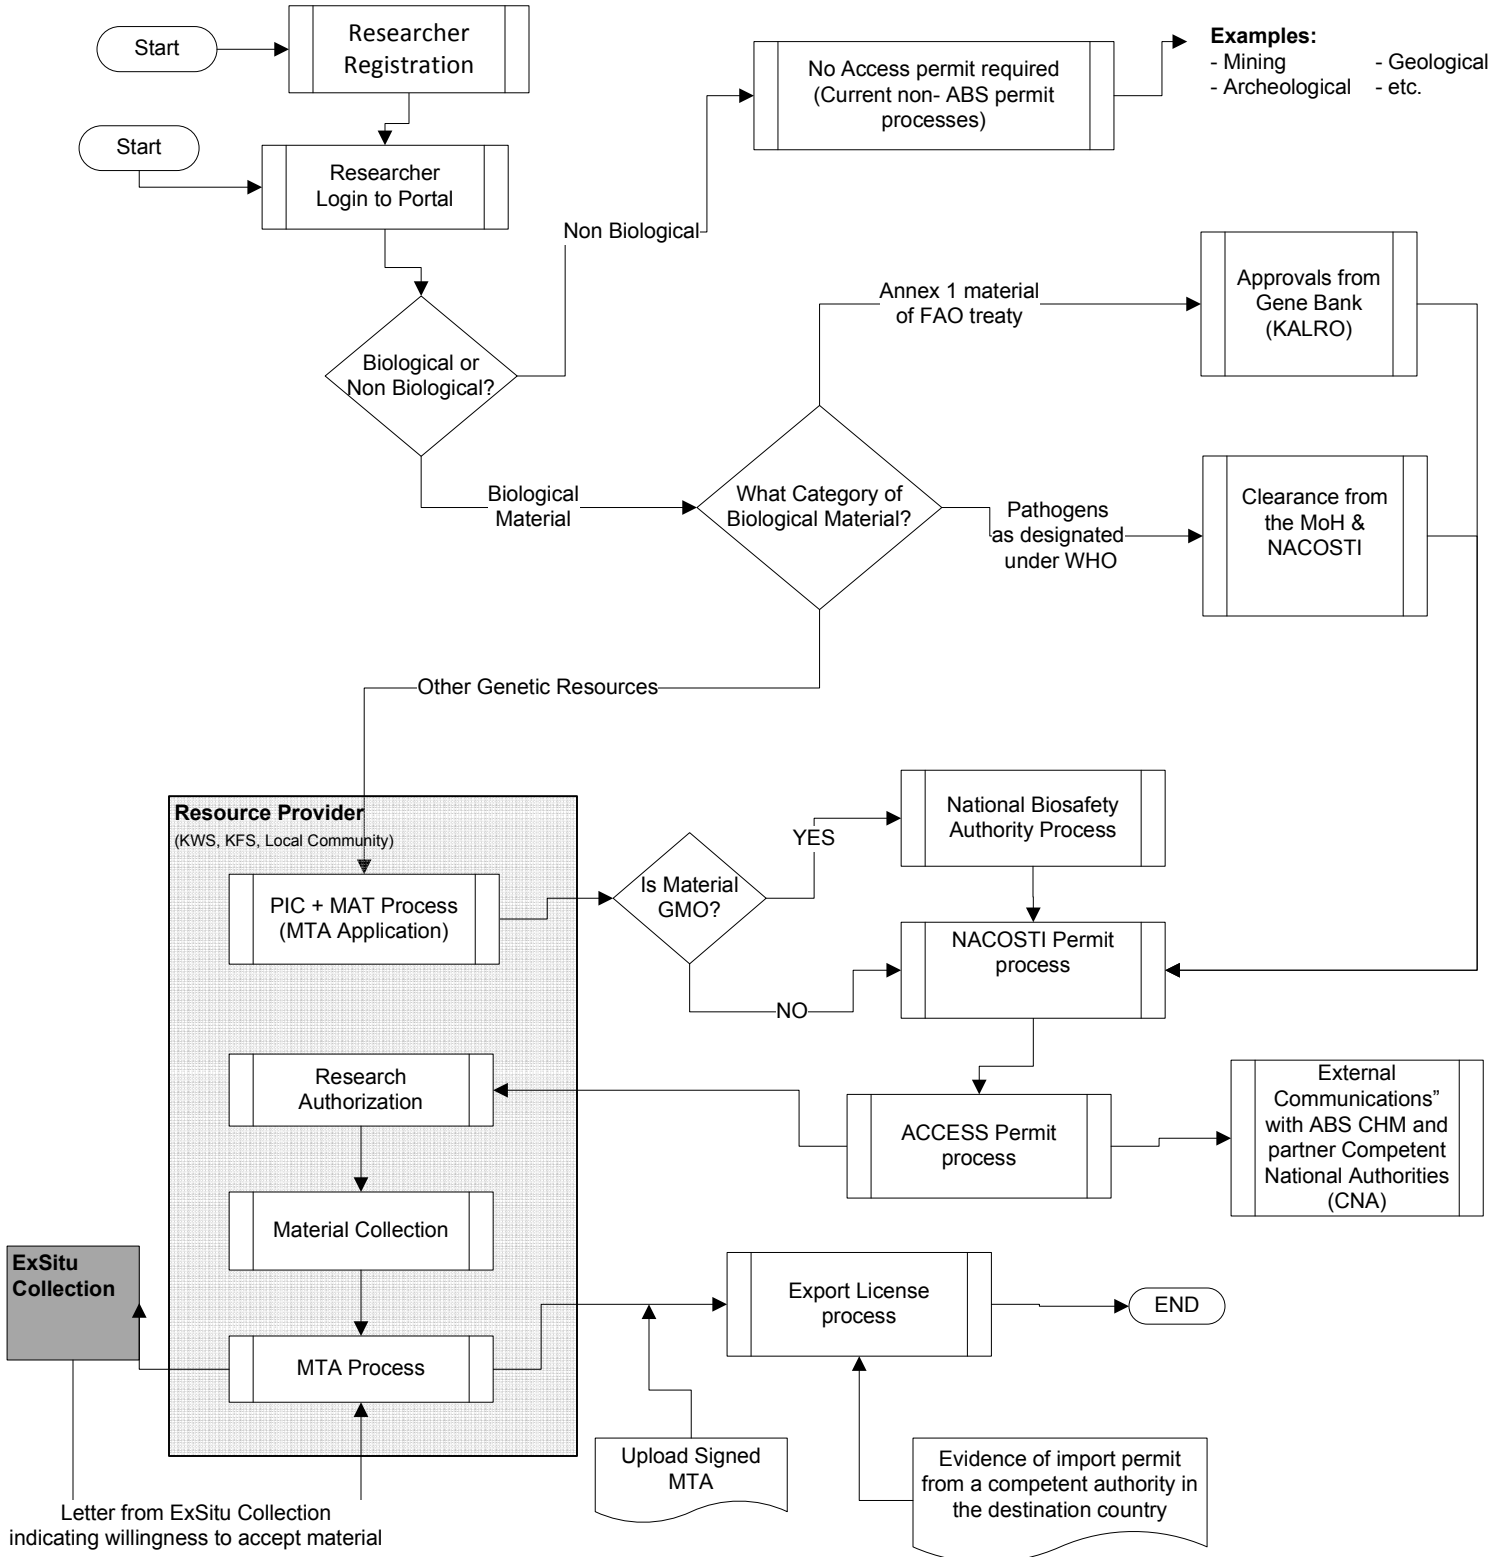 Start
Researcher
Registration
Start
Researcher
Login to Portal
No Access permit required
(Current non- ABS permit
processes)
Examples:
- Mining - Geological
- Archeological - etc.
Non Biological
Biological or
Non Biological?
Annex 1 material
of FAO treaty
Approvals from
Gene Bank
(KALRO)
Biological
Material
What Category of
Biological Material?
Pathogens
as designated
under WHO
Clearance from
the MoH &
NACOSTI
Other Genetic Resources
Resource Provider
(KWS, KFS, Local Community)
PIC + MAT Process
(MTA Application)
Is Material
GMO?
YES
NO
National Biosafety
Authority Process
NACOSTI Permit
process
Research
Authorization
ACCESS Permit
process
External
Communications”
with ABS CHM and
partner Competent
National Authorities
(CNA)
Material Collection
ExSitu
Collection
MTA Process
Export License
process
END
Upload Signed
MTA
Evidence of import permit
from a competent authority in
the destination country
Letter from ExSitu Collection
indicating willingness to accept material